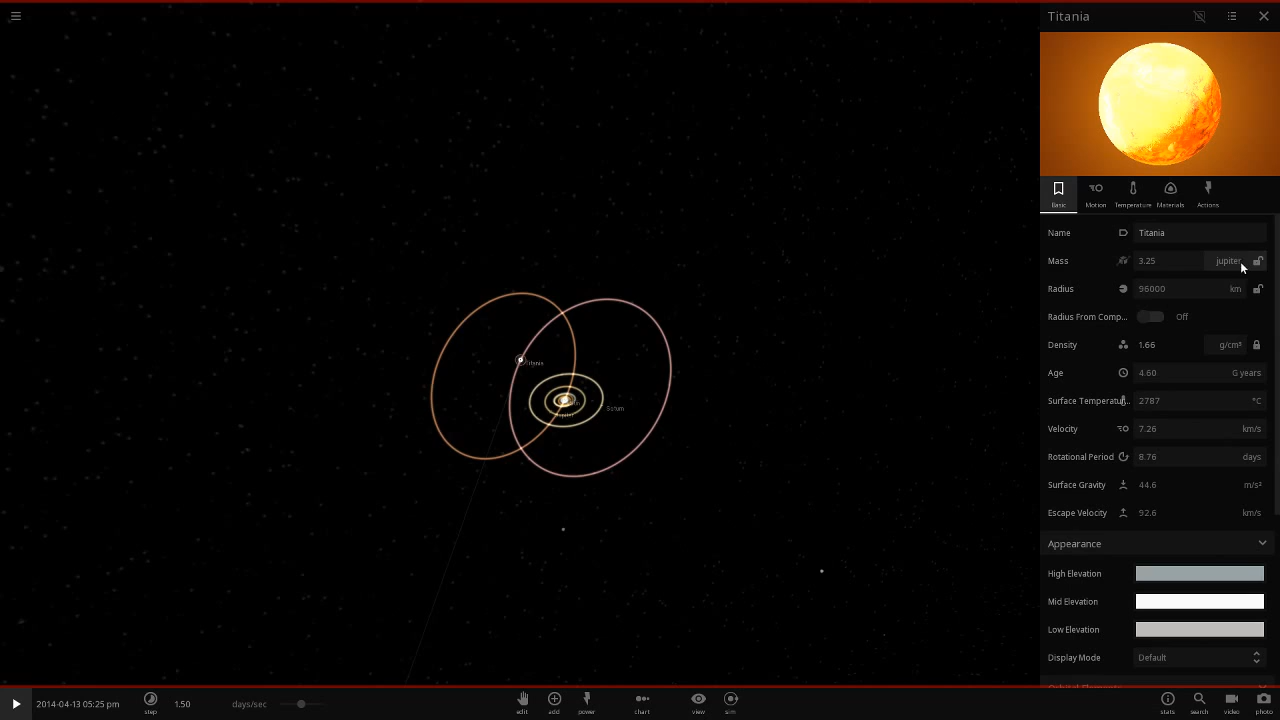 Titania
Basic Motion Temperature Materials Actions
Name Titania
Mass 3.25 jupiter
Radius 96000 km
Radius From Comp... Off
Density 1.66 g/cm³
Age 4.60 G years
Surface Temperatu... 2787 °C
Velocity 7.26 km/s
Rotational Period 8.76 days
Surface Gravity 44.6 m/s²
Escape Velocity 92.6 km/s
Appearance
High Elevation
Mid Elevation
Low Elevation
Display Mode Default
Orbital Elements
Titania
Saturn
2014-04-13 05:25 pm step 1.50 days/sec edit add power chart view sim stats search video photo